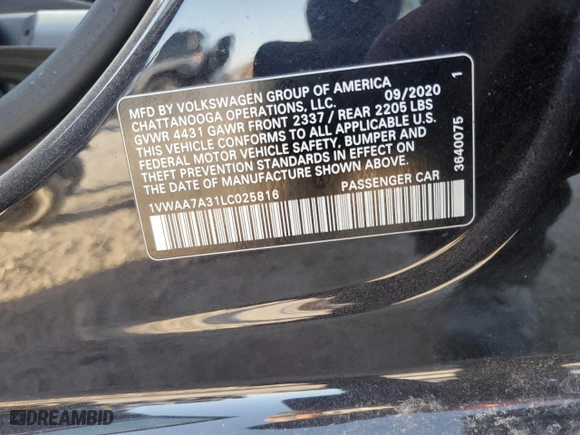 MFD BY VOLKSWAGEN GROUP OF AMERICA
CHATTANOOGA OPERATIONS, LLC. 09/2020 1
GVWR 4431 GAWR FRONT 2337 / REAR 2205 LBS
THIS VEHICLE CONFORMS TO ALL APPLICABLE U.S.
FEDERAL MOTOR VEHICLE SAFETY, BUMPER AND
THEFT PREVENTION STANDARDS IN EFFECT ON
THE DATE OF MANUFACTURE SHOWN ABOVE.
1VWAA7A31LC025816 PASSENGER CAR
3640075
DREAMBID